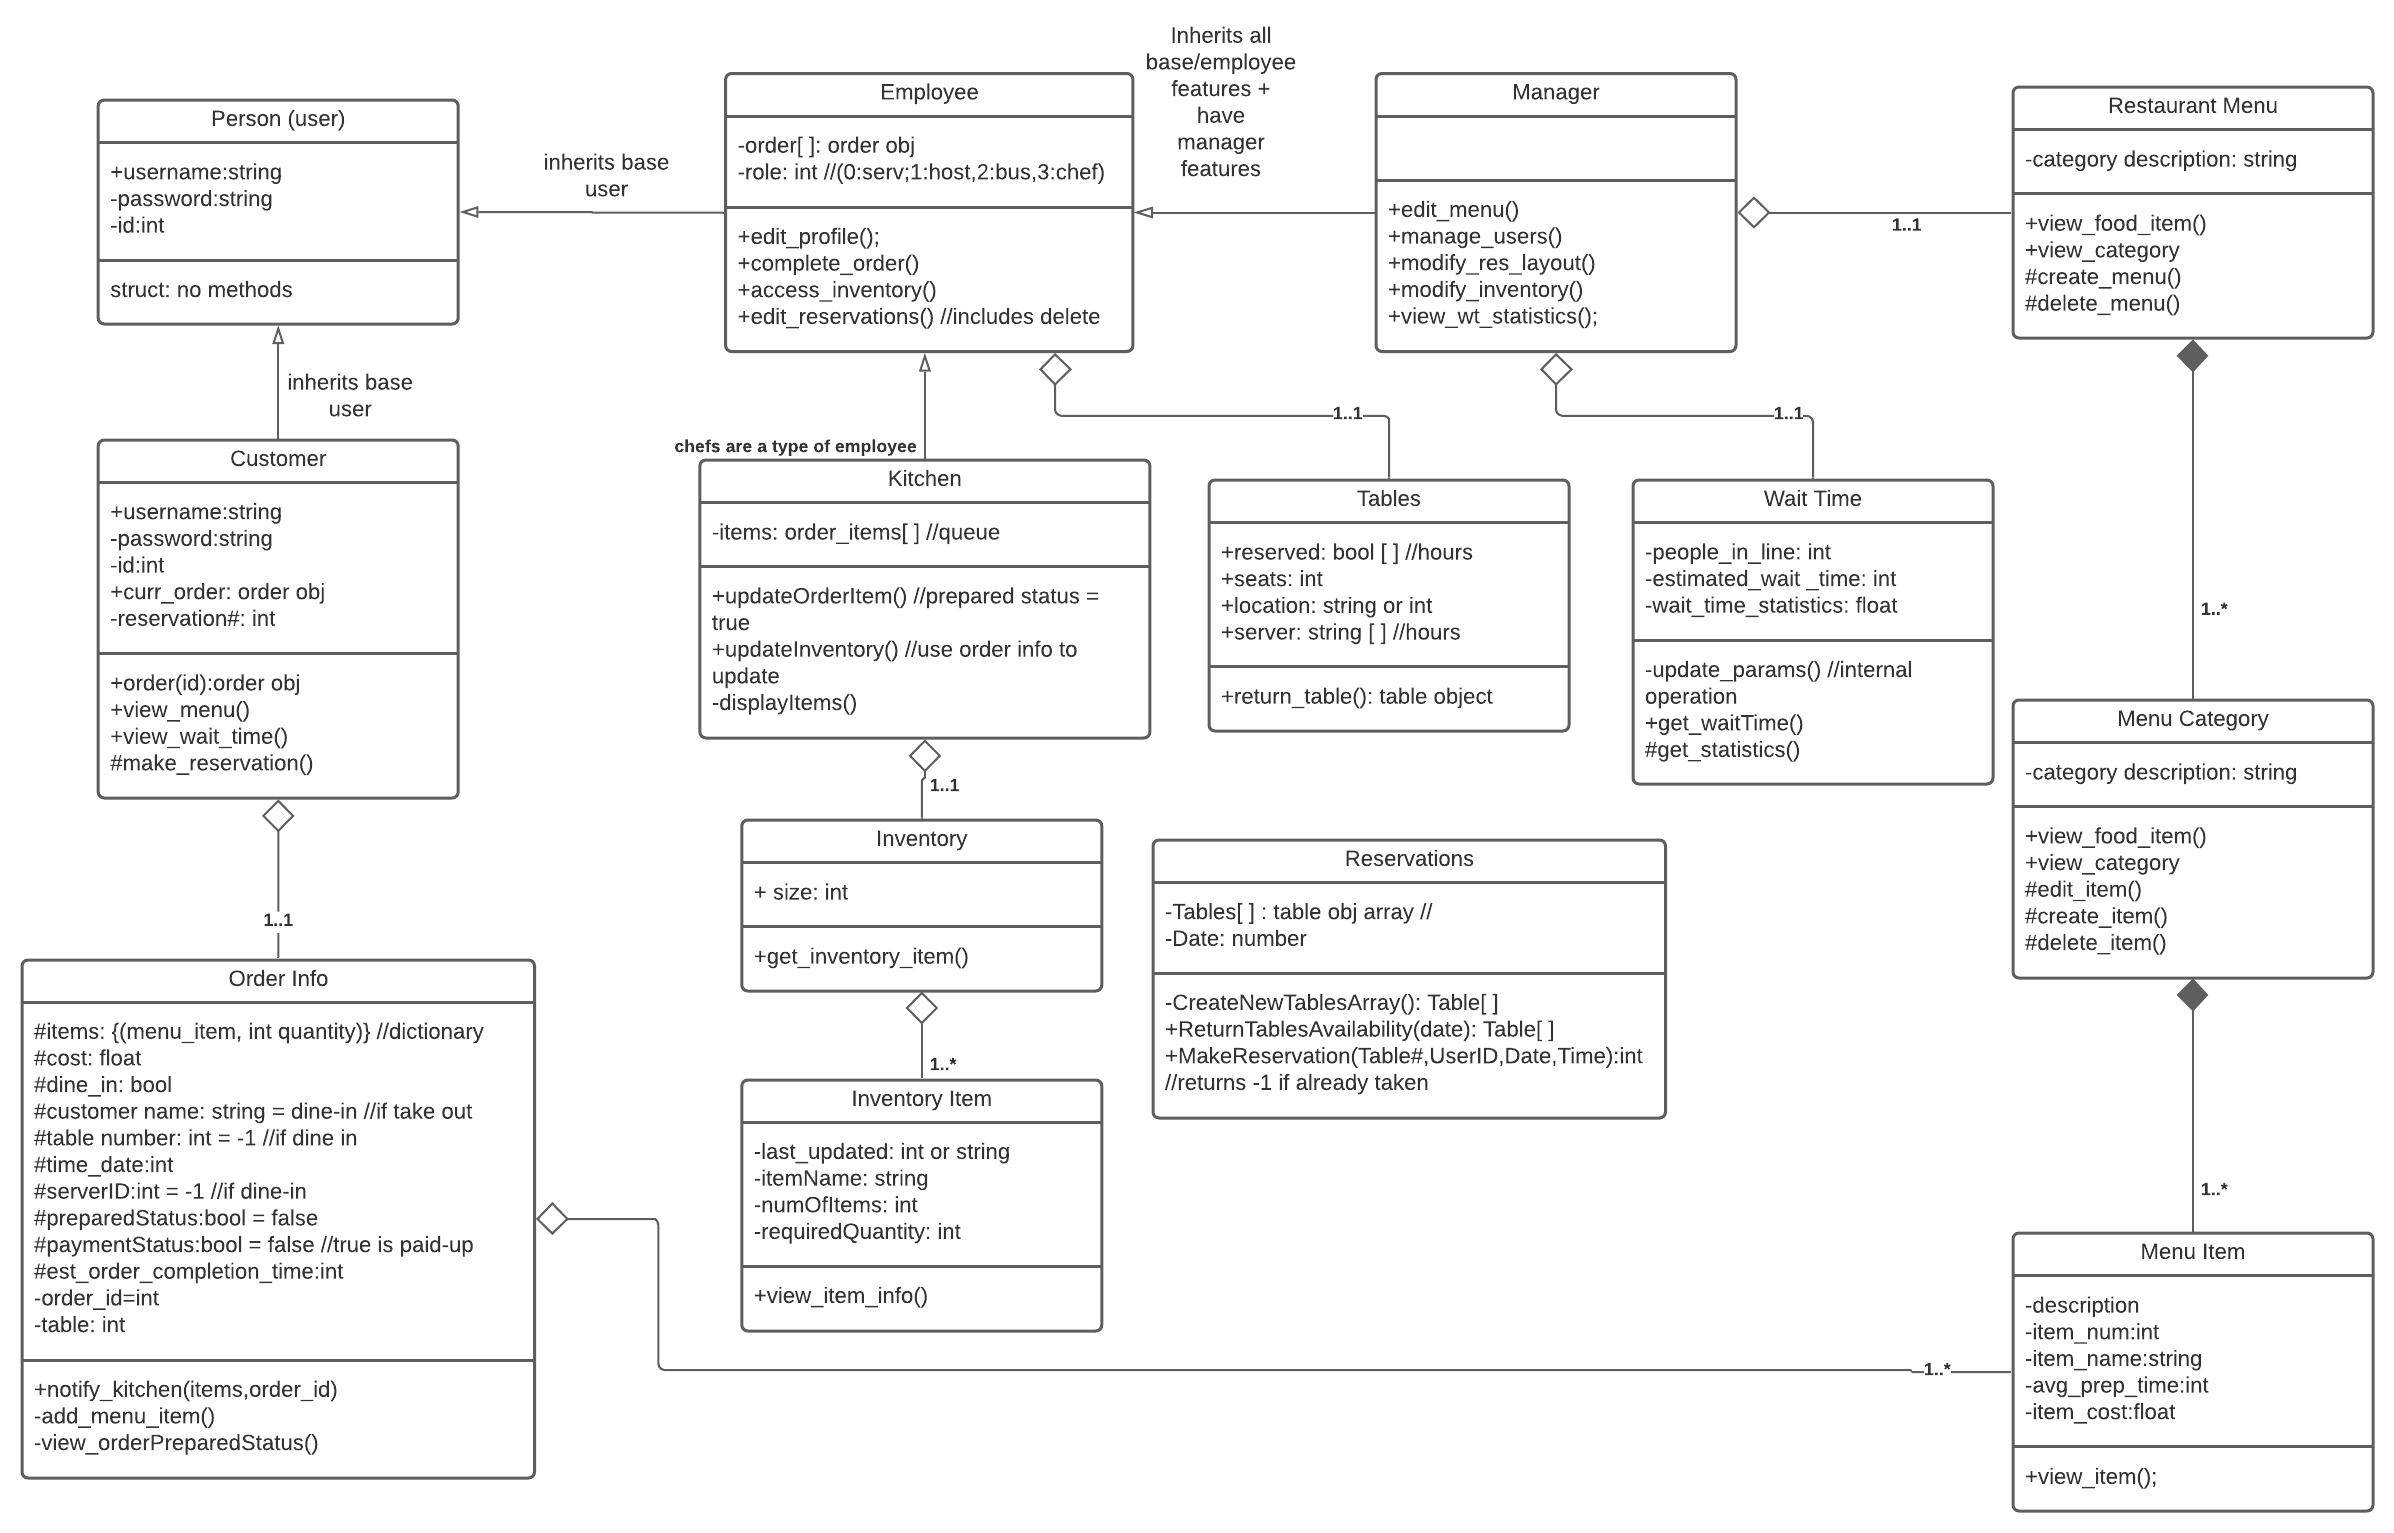 Person (user)
+username:string
-password:string
-id:int
struct: no methods
inherits base
user
Employee
-order[ ]: order obj
-role: int //(0:serv;1:host,2:bus,3:chef)
+edit_profile();
+complete_order()
+access_inventory()
+edit_reservations() //includes delete
Inherits all
base/employee
features +
have
manager
features
Manager
+edit_menu()
+manage_users()
+modify_res_layout()
+modify_inventory()
+view_wt_statistics();
1..1
Restaurant Menu
-category description: string
+view_food_item()
+view_category
#create_menu()
#delete_menu()
inherits base
user
chefs are a type of employee
1..1
1..1
1..*
Customer
+username:string
-password:string
-id:int
+curr_order: order obj
-reservation#: int
+order(id):order obj
+view_menu()
+view_wait_time()
#make_reservation()
1..1
Kitchen
-items: order_items[ ] //queue
+updateOrderItem() //prepared status =
true
+updateInventory() //use order info to
update
-displayItems()
1..1
Tables
+reserved: bool [ ] //hours
+seats: int
+location: string or int
+server: string [ ] //hours
+return_table(): table object
Wait Time
-people_in_line: int
-estimated_wait _time: int
-wait_time_statistics: float
-update_params() //internal
operation
+get_waitTime()
#get_statistics()
Menu Category
-category description: string
+view_food_item()
+view_category
#edit_item()
#create_item()
#delete_item()
1..*
Inventory
+ size: int
+get_inventory_item()
1..*
Reservations
-Tables[ ] : table obj array //
-Date: number
-CreateNewTablesArray(): Table[ ]
+ReturnTablesAvailability(date): Table[ ]
+MakeReservation(Table#,UserID,Date,Time):int
//returns -1 if already taken
Order Info
#items: {(menu_item, int quantity)} //dictionary
#cost: float
#dine_in: bool
#customer name: string = dine-in //if take out
#table number: int = -1 //if dine in
#time_date:int
#serverID:int = -1 //if dine-in
#preparedStatus:bool = false
#paymentStatus:bool = false //true is paid-up
#est_order_completion_time:int
-order_id=int
-table: int
+notify_kitchen(items,order_id)
-add_menu_item()
-view_orderPreparedStatus()
Inventory Item
-last_updated: int or string
-itemName: string
-numOfItems: int
-requiredQuantity: int
+view_item_info()
1..*
Menu Item
-description
-item_num:int
-item_name:string
-avg_prep_time:int
-item_cost:float
+view_item();